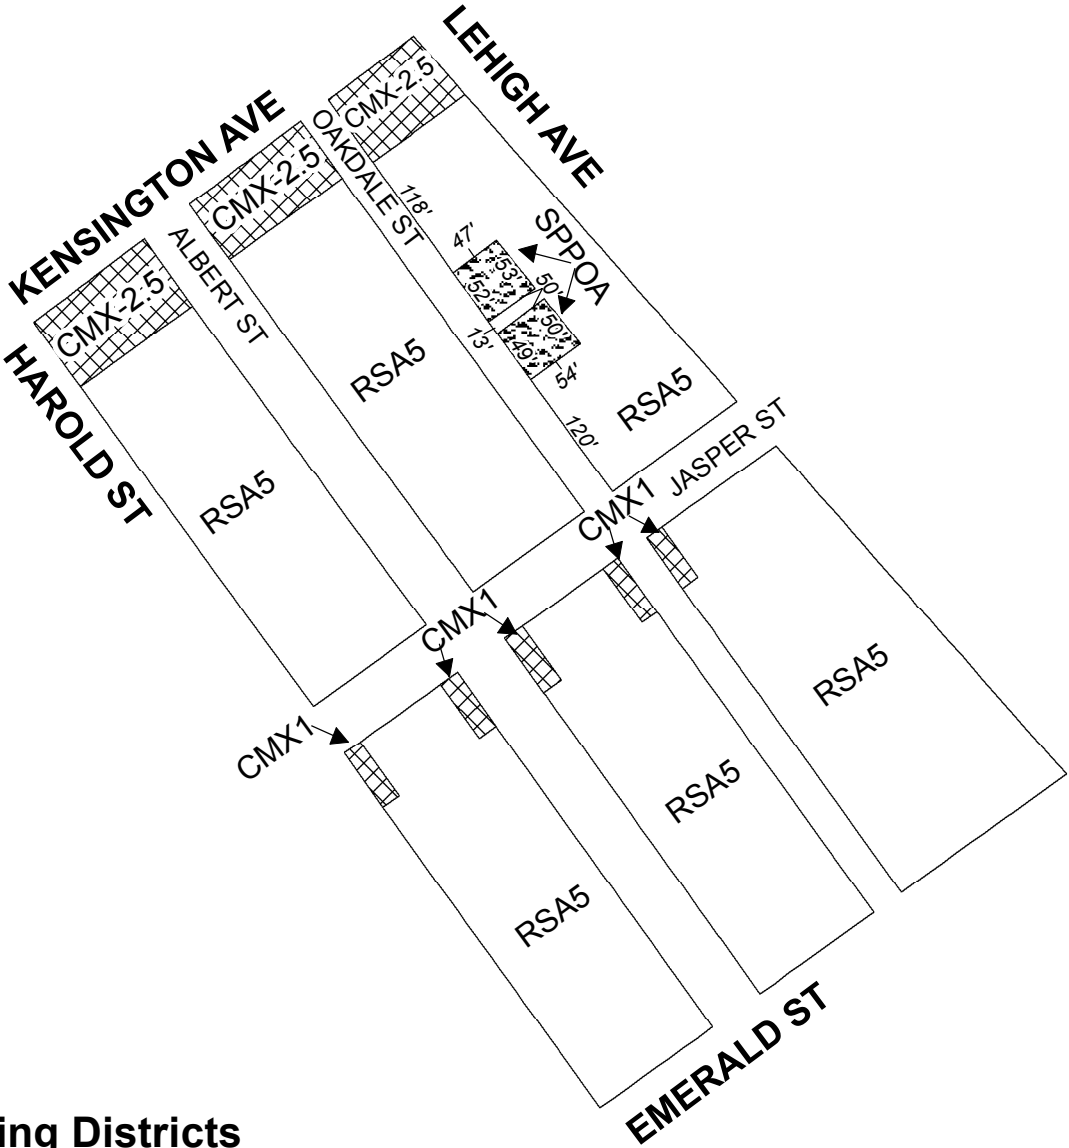 LEHIGH AVE
CMX-2.5
KENSINGTON AVE
OAKDALE ST
CMX-2.5
118'
ALBERT ST
47'
SPPOA
53'
52'
50'
CMX-2.5
13'
50'
49'
54'
HAROLD ST
RSA5
RSA5
120'
JASPER ST
RSA5
CMX1
CMX1
RSA5
CMX1
RSA5
RSA5
EMERALD ST
ing Districts